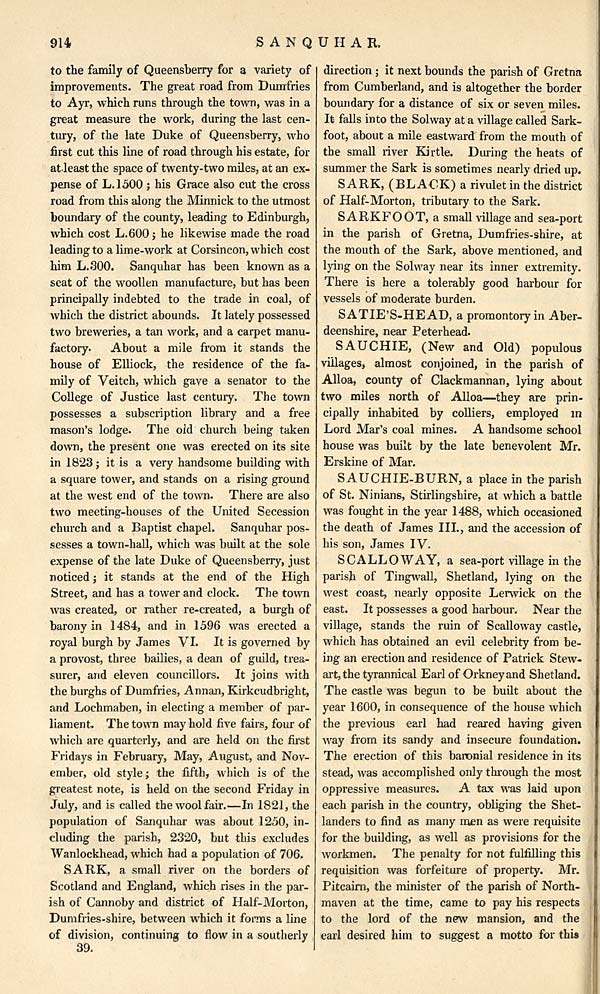 914
SANQUHAR.
to the family of Queensberry for a variety of
improvements. The great road from Dumfries
to Ayr, which runs through the town, was in a
great measure the work, during the last cen-
tury, of the late Duke of Queensberry, who
first cut this line of road through his estate, for
at least the space of twenty-two miles, at an ex-
pense of L.1500 ; his Grace also cut the cross
road from this along the Minnick to the utmost
boundary of the county, leading to Edinburgh,
which cost L.600 ; he likewise made the road
leading to a lime-work at Corsincon, which cost
him L.300. Sanquhar has been known as a
seat of the woollen manufacture, but has been
principally indebted to the trade in coal, of
which the district abounds. It lately possessed
two breweries, a tan work, and a carpet manu-
factory. About a mile from it stands the
house of Elliock, the residence of the fa-
mily of Veitch, which gave a senator to the
College of Justice last century. The town
possesses a subscription library and a free
mason's lodge. The old church being taken
down, the present one was erected on its site
in 1823 ; it is a very handsome building with
a square tower, and stands on a rising ground
at the west end of the town. There are also
two meeting-houses of the United Secession
church and a Baptist chapel. Sanquhar pos-
sesses a town-hall, which was built at the sole
expense of the late Duke of Queensberry, just
noticed ; it stands at the end of the High
Street, and has a tower and clock. The town
was created, or rather re-created, a burgh of
barony in 1484, and in 1596 was erected a
royal burgh by James VI. It is governed by
a provost, three bailies, a dean of guild, trea-
surer, and eleven councillors. It joins with
the burghs of Dumfries, Annan, Kirkcudbright,
and Lochmaben, in electing a member of par-
liament. The town may hold five fairs, four of
which are quarterly, and are held on the first
Fridays in February, May, August, and Nov-
ember, old style ; the fifth, which is of the
greatest note, is held on the second Friday in
July, and is called the wool fair.—In 1821, the
population of Sanquhar was about 1250, in-
cluding the parish, 2320, but this excludes
Wanlockhead, which had a population of 706.
SARK, a small river on the borders of
Scotland and England, which rises in the par-
ish of Cannoby and district of Half-Morton,
Dumfries-shire, between which it forms a line
of division, continuing to flow in a southerly
39.
direction ; it next bounds the parish of Gretna
from Cumberland, and is altogether the border
boundary for a distance of six or seven miles.
It falls into the Solway at a village called Sark-
foot, about a mile eastward from the mouth of
the small river Kirtle. During the heats of
summer the Sark is sometimes nearly dried up.
SARK, (BLACK) a rivulet in the district
of Half-Morton, tributary to the Sark.
SARKFOOT, a small village and sea-port
in the parish of Gretna, Dumfries-shire, at
the mouth of the Sark, above mentioned, and
lying on the Solway near its inner extremity.
There is here a tolerably good harbour for
vessels of moderate burden.
SATIE'S-HEAD, a promontory in Aber-
deenshire, near Peterhead.
SAUCHIE, (New and Old) populous
villages, almost conjoined, in the parish of
Alloa, county of Clackmannan, lying about
two miles north of Alloa—they are prin-
cipally inhabited by colliers, employed in
Lord Mar's coal mines. A handsome school
house was built by the late benevolent Mr.
Erskine of Mar.
SAUCHIE-BURN, a place in the parish
of St. Ninians, Stirlingshire, at which a battle
was fought in the year 1488, which occasioned
the death of James III., and the accession of
his son, James IV.
SCALLOWAY, a sea-port village in the
parish of Tingwall, Shetland, lying on the
west coast, nearly opposite Lerwick on the
east. It possesses a good harbour. Near the
village, stands the ruin of Scalloway castle,
which has obtained an evil celebrity from be-
ing an erection and residence of Patrick Stew-
art, the tyrannical Earl of Orkney and Shetland.
The castle was begun to be built about the
year 1600, in consequence of the house which
the previous earl had reared having given
way from its sandy and insecure foundation.
The erection of this baronial residence in its
stead, was accomplished only through the most
oppressive measures. A tax was laid upon
each parish in the country, obliging the Shet-
landers to find as many men as were requisite
for the building, as well as provisions for the
workmen. The penalty for not fulfilling this
requisition was forfeiture of property. Mr.
Pitcairn, the minister of the parish of North-
maven at the time, came to pay his respects
to the lord of the new mansion, and the
earl desired him to suggest a motto for this